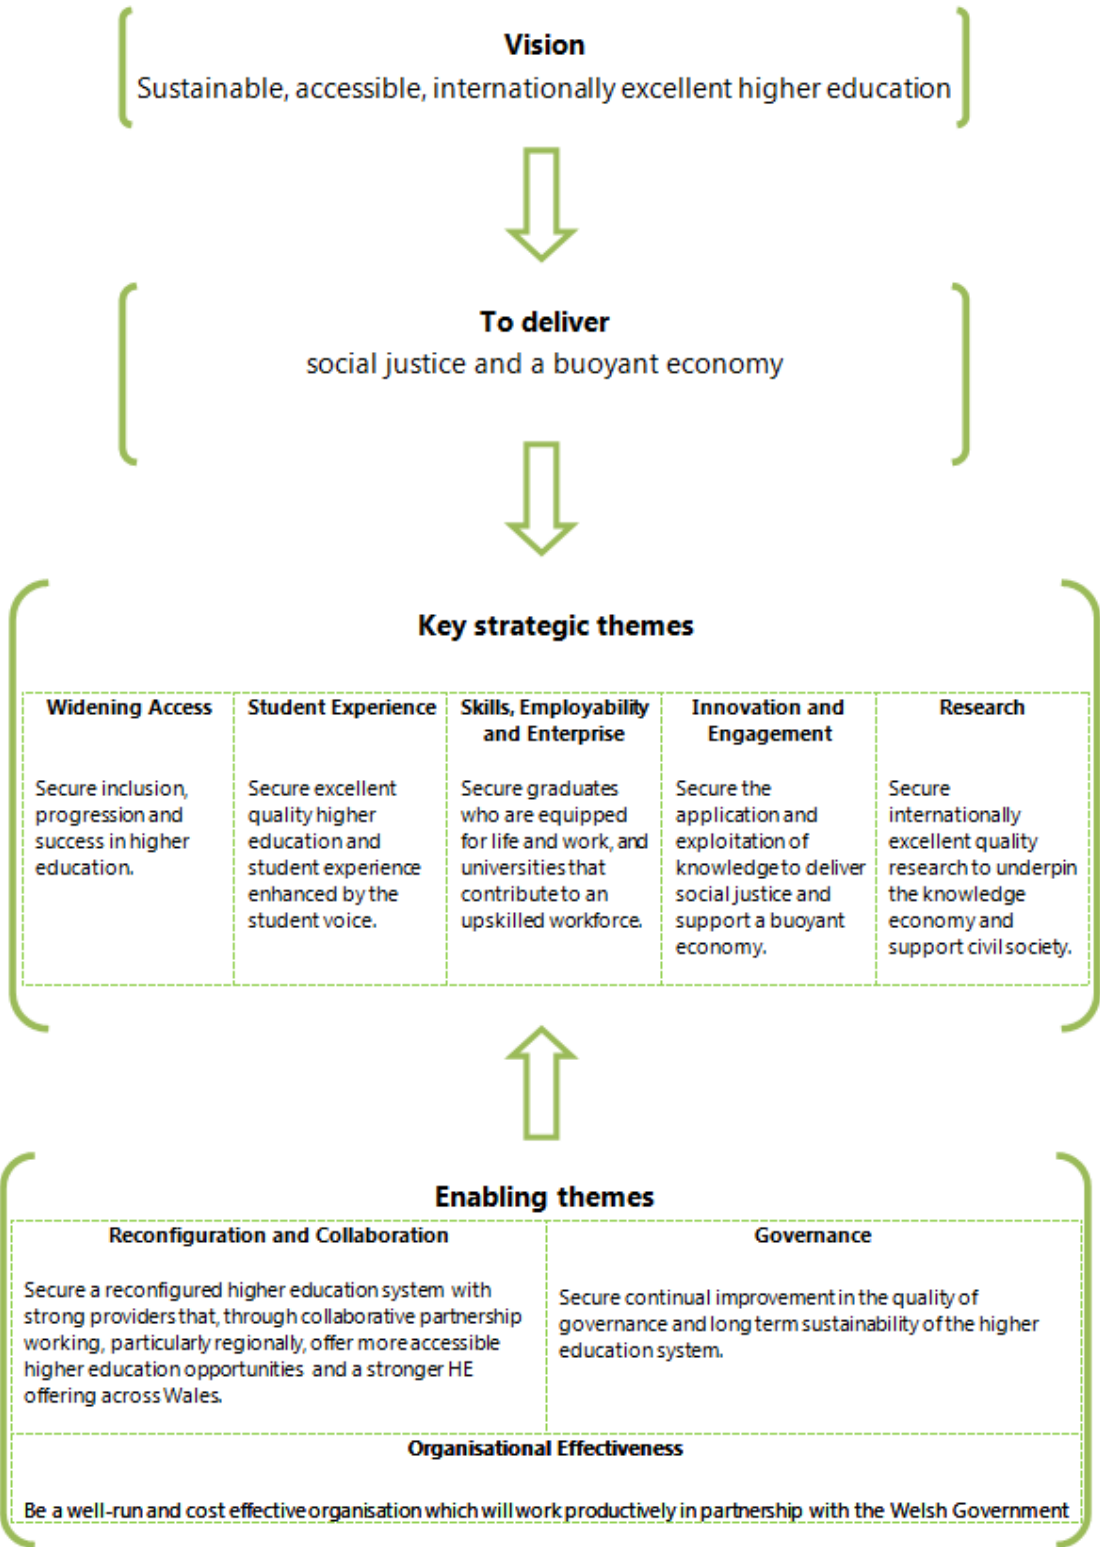 Vision
Sustainable, accessible, internationally excellent higher education
To deliver
social justice and a buoyant economy
Key strategic themes
Widening Access
Secure inclusion,
progression and
success in higher
education.
Student Experience
Secure excellent
quality higher
education and
student experience
enhanced by the
student voice.
Skills, Employability
and Enterprise
Secure graduates
who are equipped
for life and work, and
universities that
contribute to an
upskilled workforce.
Innovation and
Engagement
Secure the
application and
exploitation of
knowledge to deliver
social justice and
support a buoyant
economy.
Research
Secure
internationally
excellent quality
research to underpin
the knowledge
economy and
support civil society.
Enabling themes
Reconfiguration and Collaboration
Secure a reconfigured higher education system with
strong providers that, through collaborative partnership
working, particularly regionally, offer more accessible
higher education opportunities and a stronger HE
offering across Wales.
Governance
Secure continual improvement in the quality of
governance and long term sustainability of the higher
education system.
Organisational Effectiveness
Be a well-run and cost effective organisation which will work productively in partnership with the Welsh Government